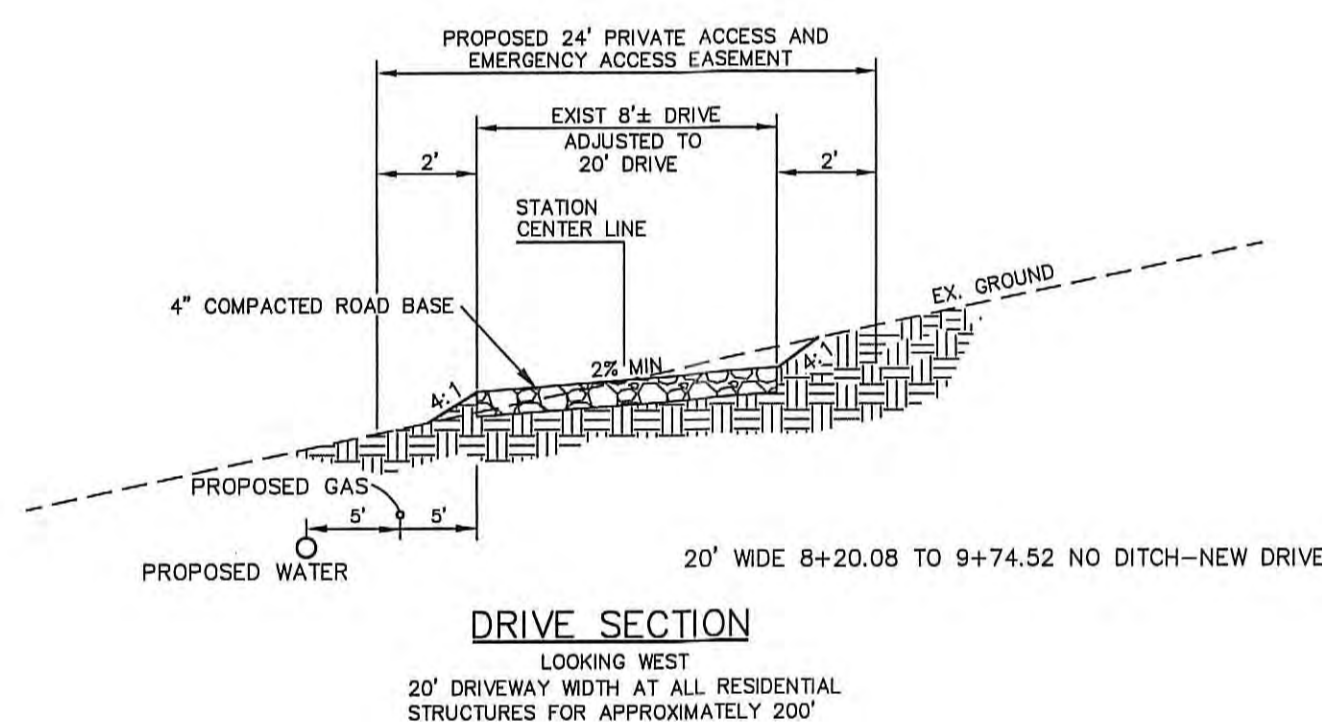 PROPOSED 24' PRIVATE ACCESS AND
EMERGENCY ACCESS EASEMENT
EXIST 8'± DRIVE
ADJUSTED TO
20' DRIVE
2'
2'
STATION
CENTER LINE
4" COMPACTED ROAD BASE
EX. GROUND
2% MIN
4:1
4:1
PROPOSED GAS
5'
5'
PROPOSED WATER
20' WIDE 8+20.08 TO 9+74.52 NO DITCH-NEW DRIVE
DRIVE SECTION
LOOKING WEST
20' DRIVEWAY WIDTH AT ALL RESIDENTIAL
STRUCTURES FOR APPROXIMATELY 200'